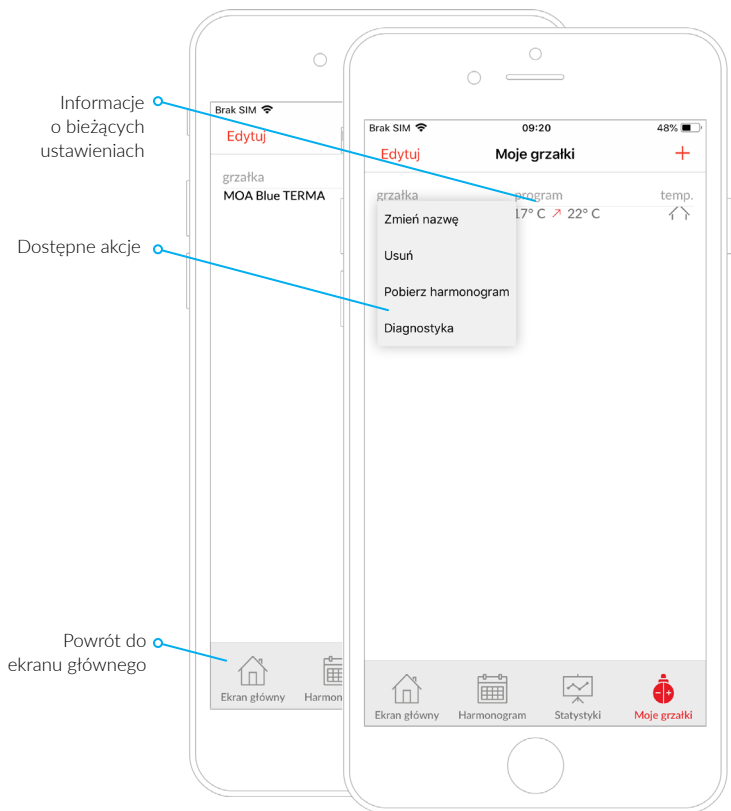 Informacje
o bieżących
ustawieniach
Dostępne akcje
Powrót do
ekranu głównego
Brak SIM
Edytuj
grzałka
MOA Blue TERMA
Ekran główny Harmon
Brak SIM 09:20 48%
Edytuj Moje grzałki +
grzałka program temp.
17° C ↗ 22° C
Zmień nazwę
Usuń
Pobierz harmonogram
Diagnostyka
Ekran główny Harmonogram Statystyki Moje grzałki